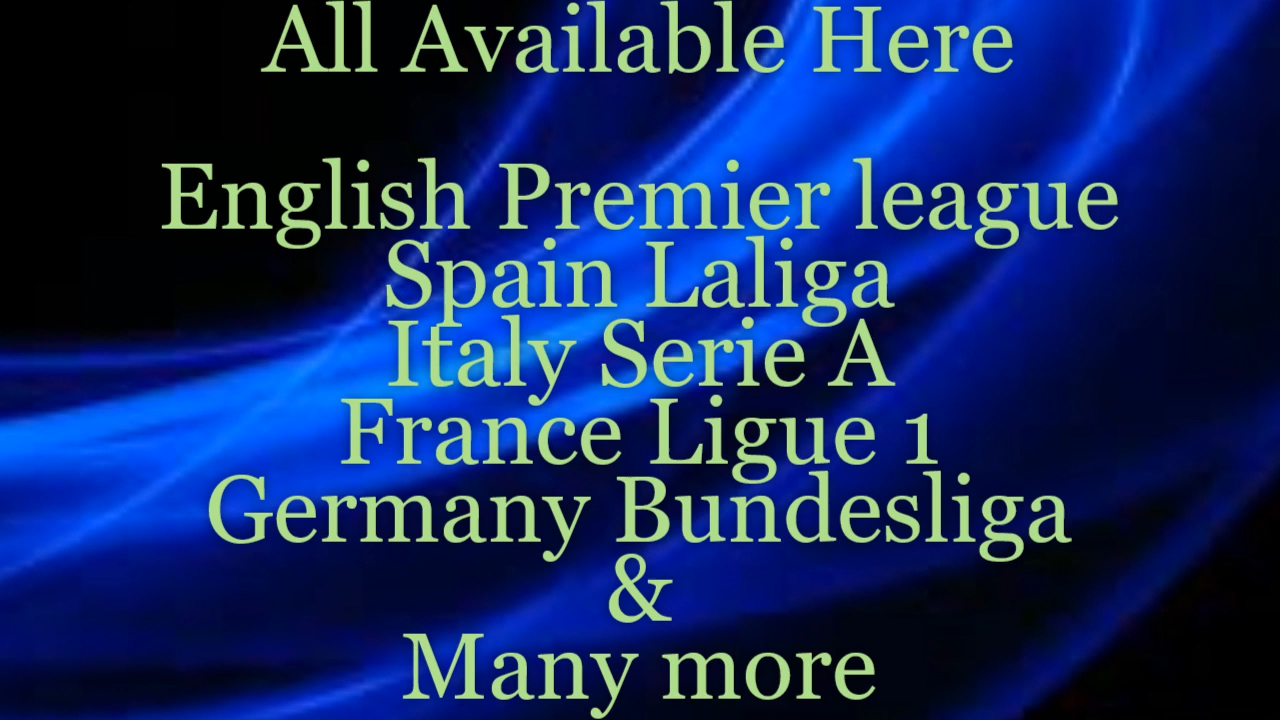 All Available Here
English Premier league
Spain Laliga
Italy Serie A
France Ligue 1
Germany Bundesliga
&
Many more